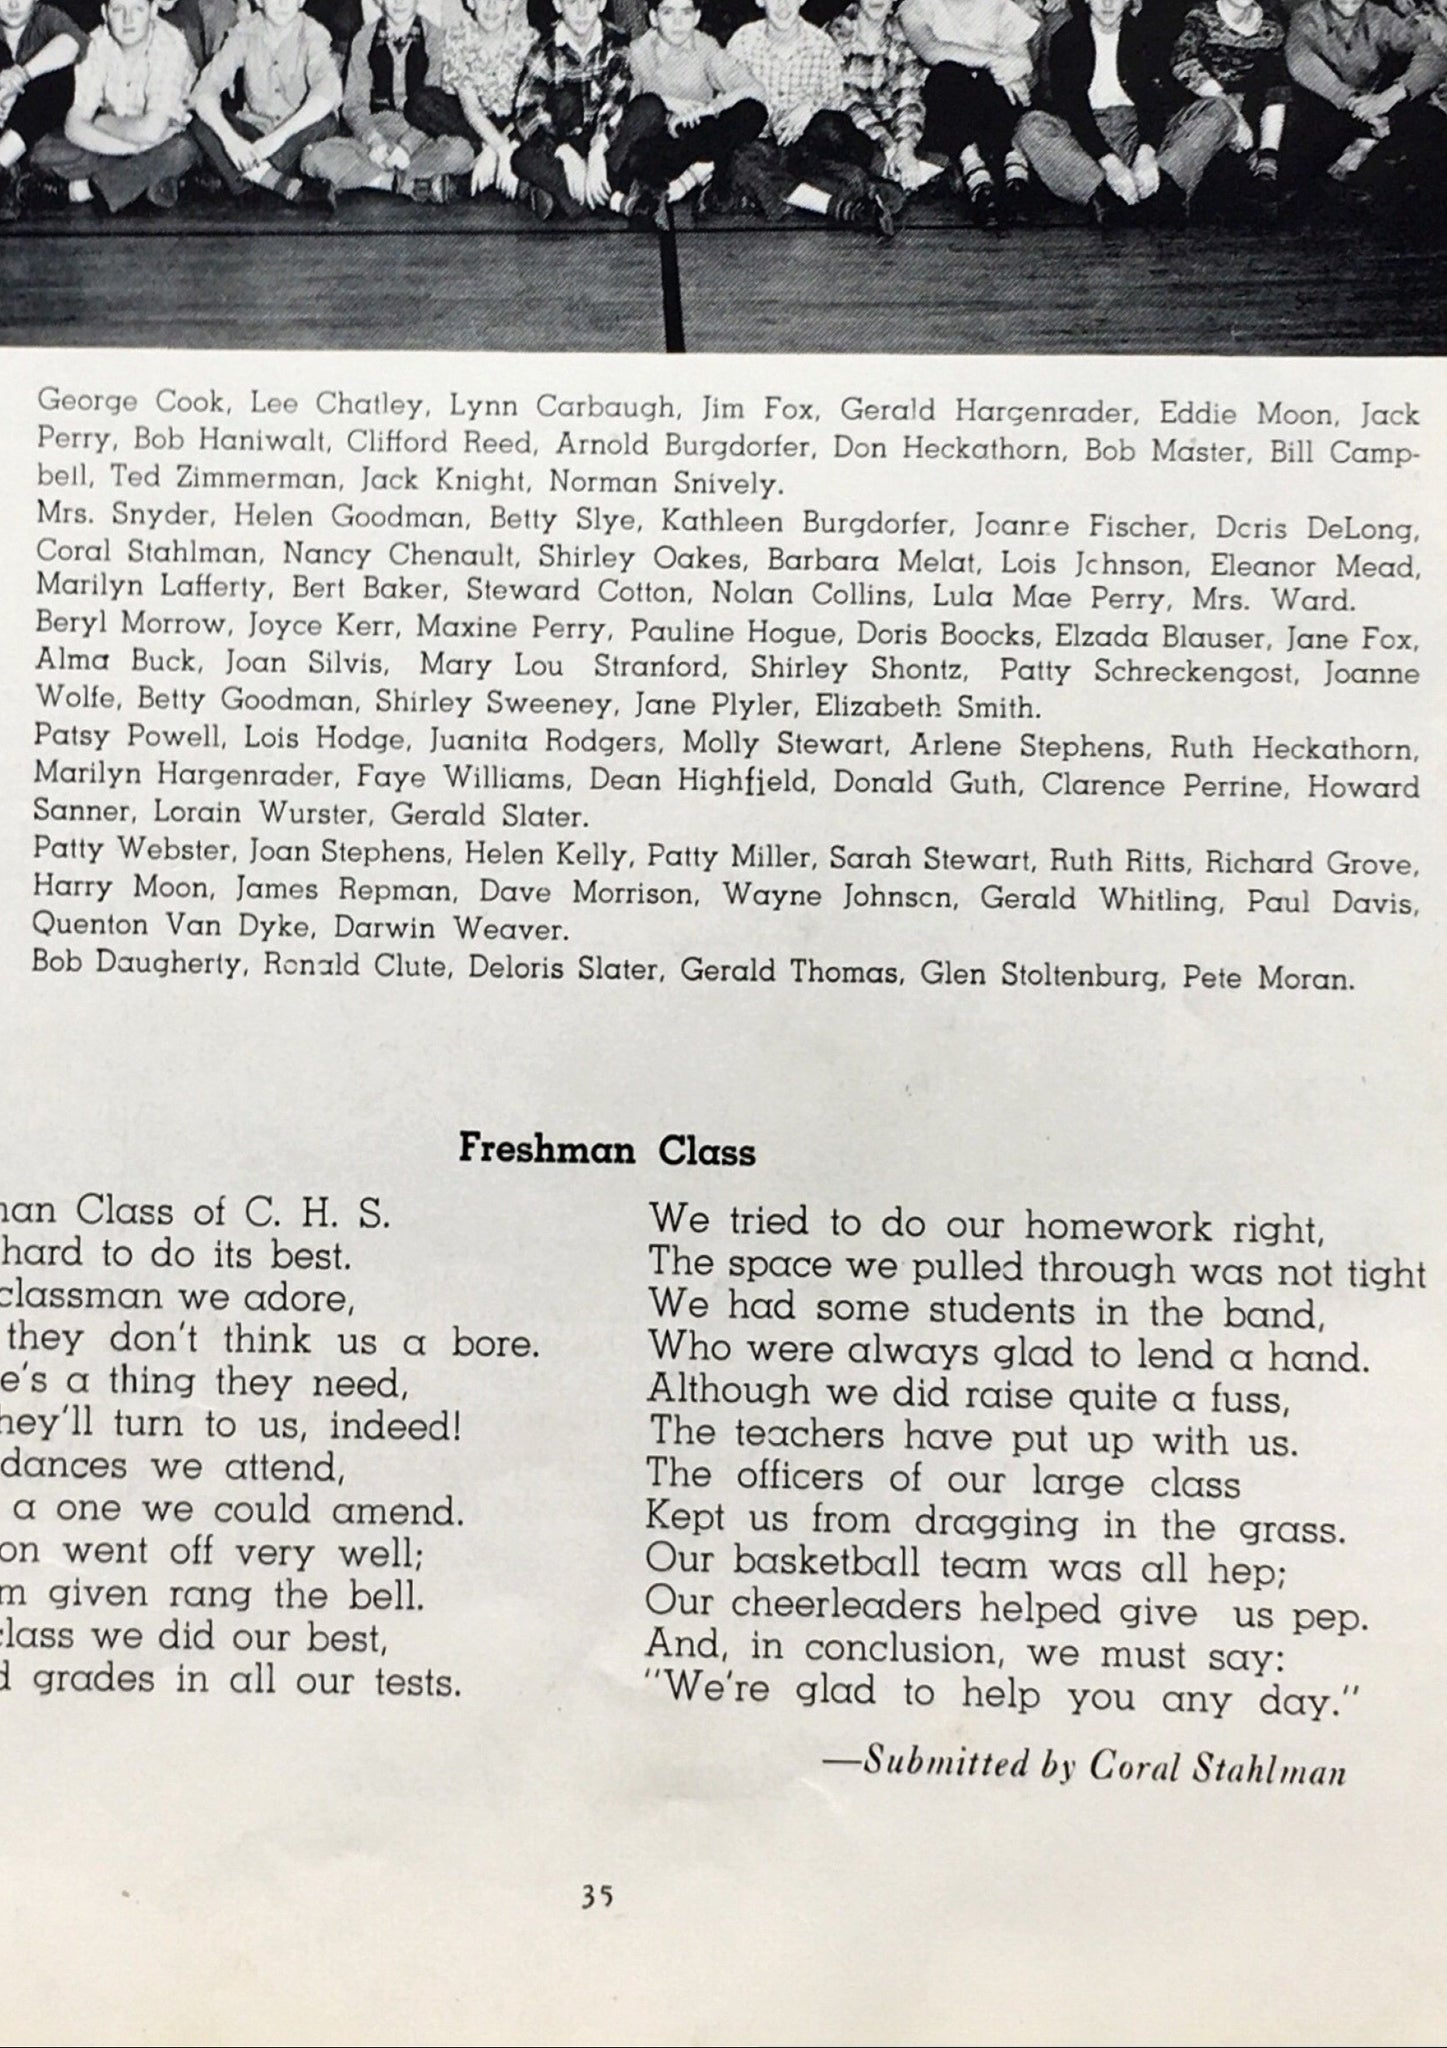 George Cook, Lee Chatley, Lynn Carbaugh, Jim Fox, Gerald Hargenrader, Eddie Moon, Jack
Perry, Bob Haniwalt, Clifford Reed, Arnold Burgdorfer, Don Heckathorn, Bob Master, Bill Camp-
bell, Ted Zimmerman, Jack Knight, Norman Snively.
Mrs. Snyder, Helen Goodman, Betty Slye, Kathleen Burgdorfer, Joanne Fischer, Doris DeLong,
Coral Stahlman, Nancy Chenault, Shirley Oakes, Barbara Melat, Lois Johnson, Eleanor Mead,
Marilyn Lafferty, Bert Baker, Steward Cotton, Nolan Collins, Lula Mae Perry, Mrs. Ward.
Beryl Morrow, Joyce Kerr, Maxine Perry, Pauline Hogue, Doris Boocks, Elzada Blauser, Jane Fox,
Alma Buck, Joan Silvis, Mary Lou Stranford, Shirley Shontz, Patty Schreckengost, Joanne
Wolfe, Betty Goodman, Shirley Sweeney, Jane Plyler, Elizabeth Smith.
Patsy Powell, Lois Hodge, Juanita Rodgers, Molly Stewart, Arlene Stephens, Ruth Heckathorn,
Marilyn Hargenrader, Faye Williams, Dean Highfield, Donald Guth, Clarence Perrine, Howard
Sanner, Lorain Wurster, Gerald Slater.
Patty Webster, Joan Stephens, Helen Kelly, Patty Miller, Sarah Stewart, Ruth Ritts, Richard Grove,
Harry Moon, James Repman, Dave Morrison, Wayne Johnson, Gerald Whitling, Paul Davis,
Quenton Van Dyke, Darwin Weaver.
Bob Daugherty, Ronald Clute, Deloris Slater, Gerald Thomas, Glen Stoltenburg, Pete Moran.
Freshman Class
Class of C. H. S.
hard to do its best.
classman we adore,
they don't think us a bore.
a thing they need,
turn to us, indeed!
dances we attend,
a one we could amend.
went off very well;
given rang the bell.
class we did our best,
grades in all our tests.
We tried to do our homework right,
The space we pulled through was not tight
We had some students in the band,
Who were always glad to lend a hand.
Although we did raise quite a fuss,
The teachers have put up with us.
The officers of our large class
Kept us from dragging in the grass.
Our basketball team was all hep;
Our cheerleaders helped give us pep.
And, in conclusion, we must say:
"We're glad to help you any day."
—Submitted by Coral Stahlman
35